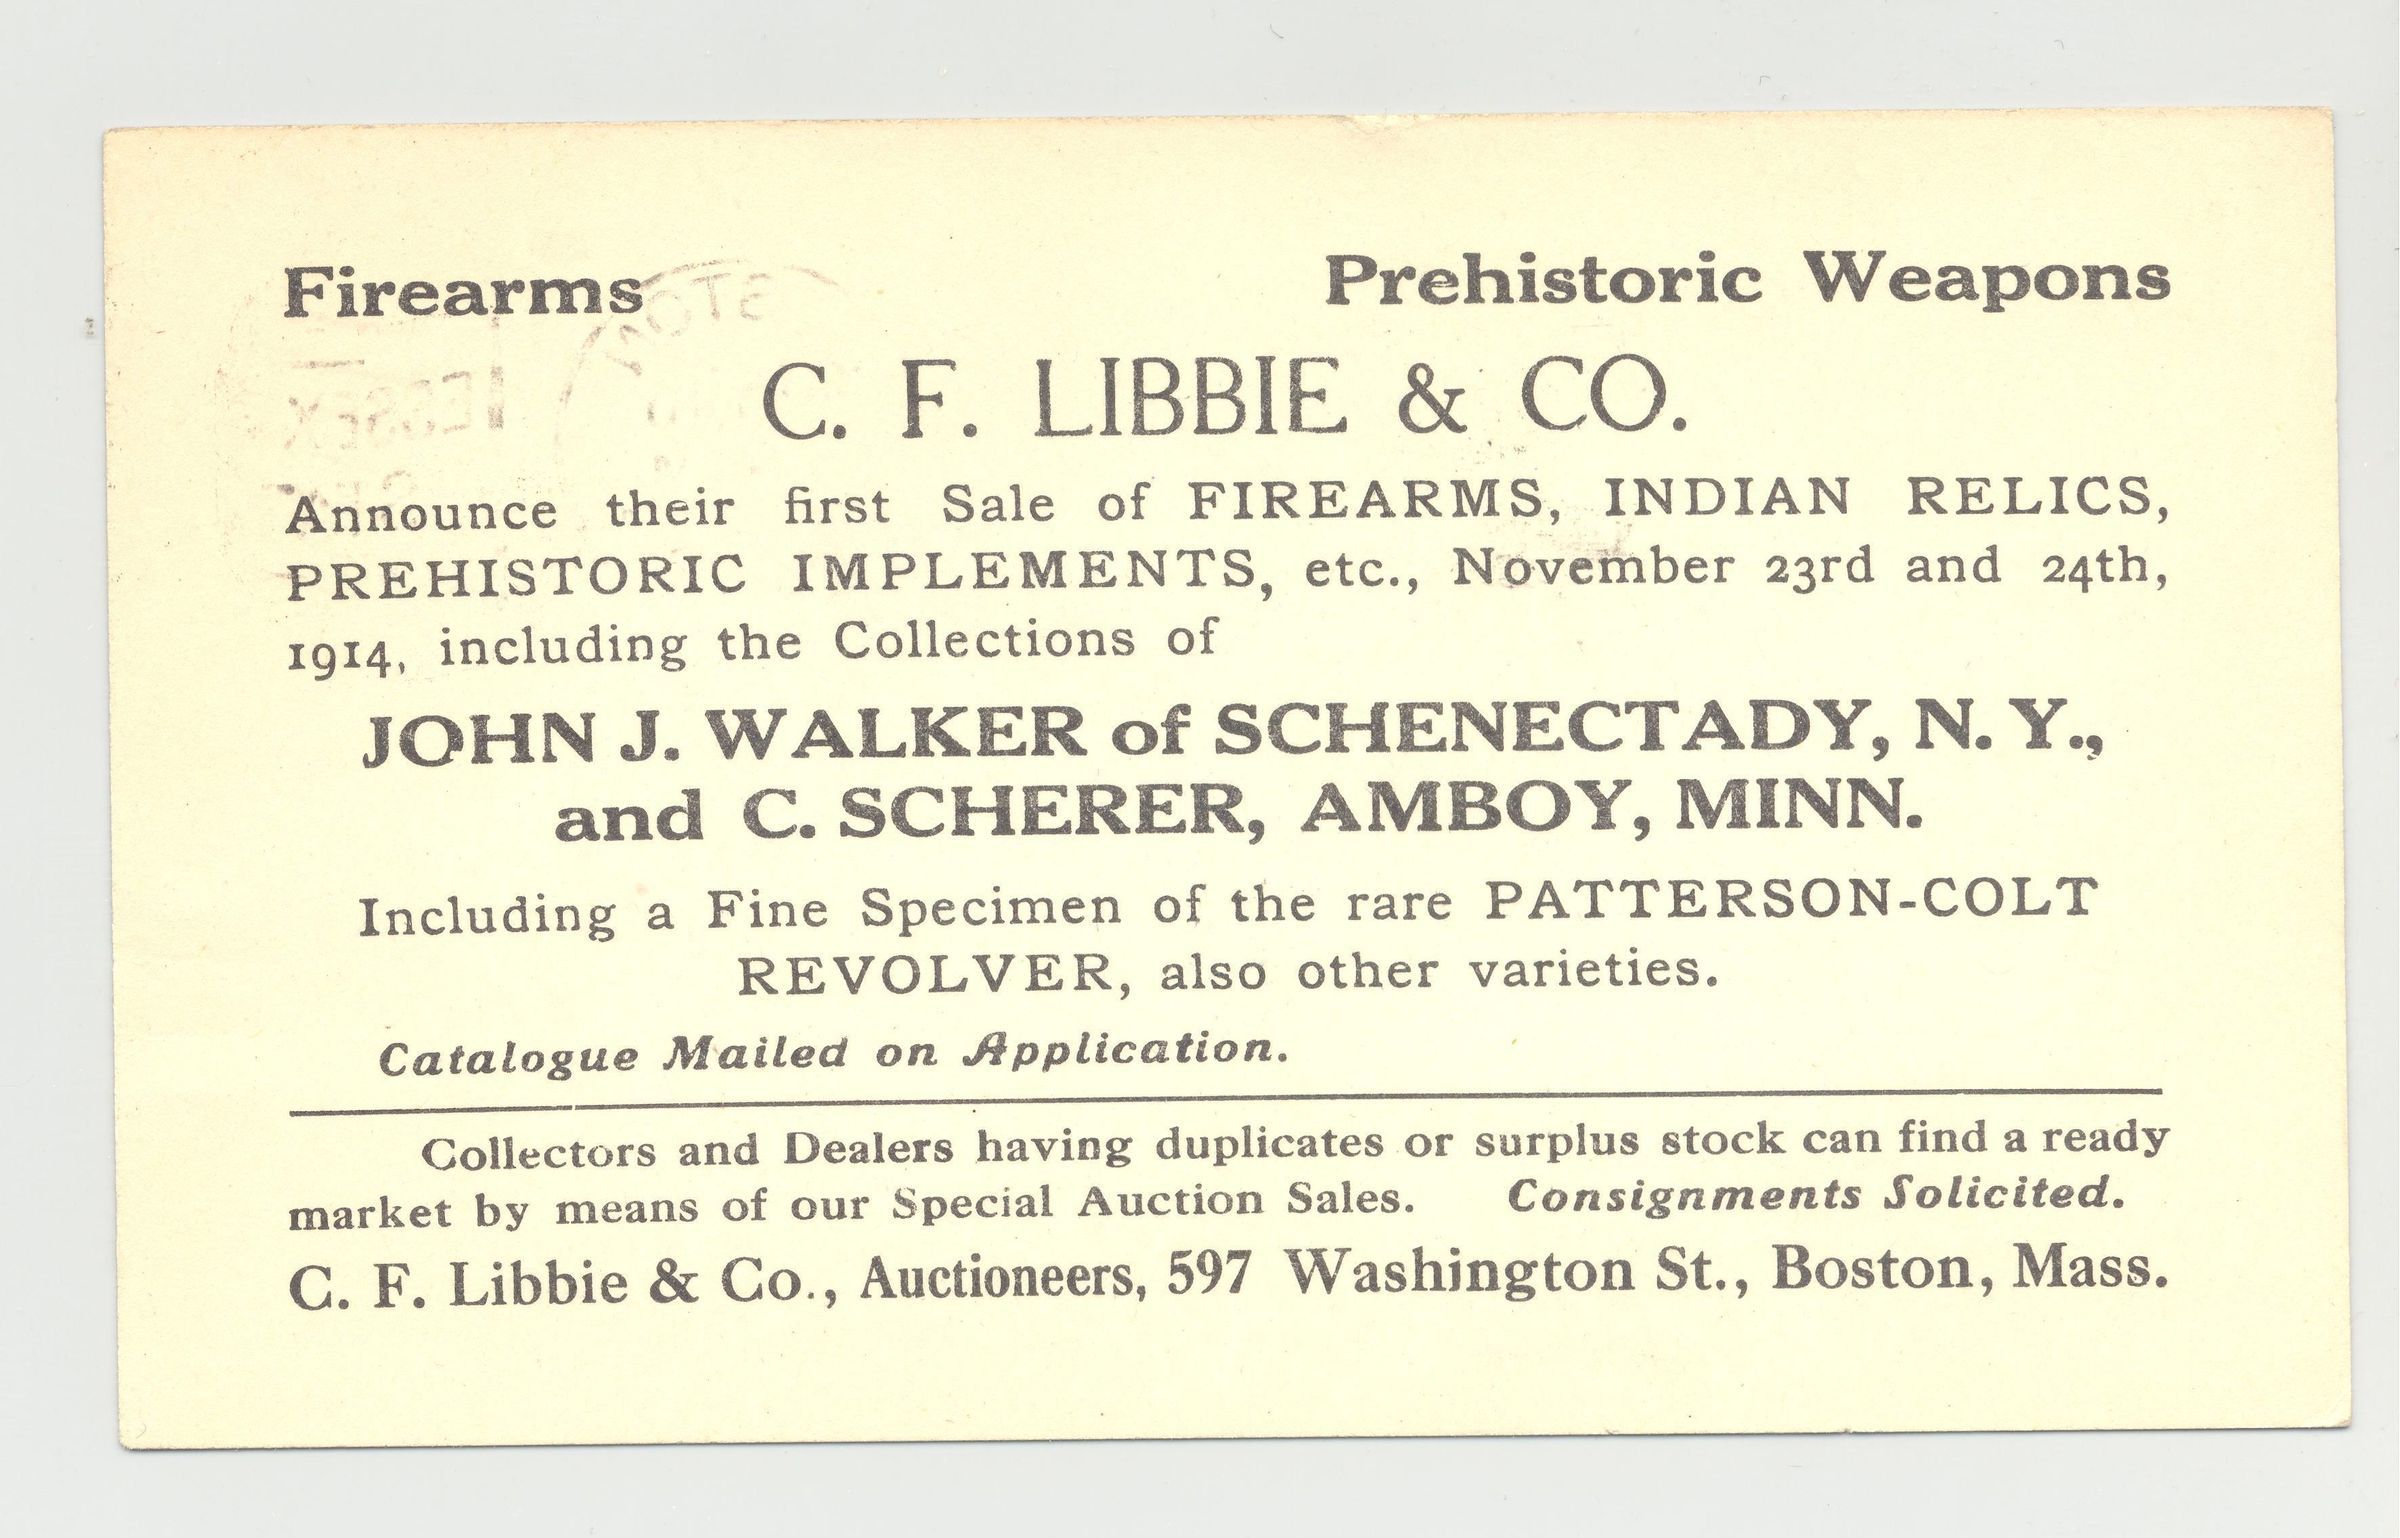 Firearms Prehistoric Weapons
C. F. LIBBIE & CO.
Announce their first Sale of FIREARMS, INDIAN RELICS,
PREHISTORIC IMPLEMENTS, etc., November 23rd and 24th,
1914, including the Collections of
JOHN J. WALKER of SCHENECTADY, N. Y.,
and C. SCHERER, AMBOY, MINN.
Including a Fine Specimen of the rare PATTERSON-COLT
REVOLVER, also other varieties.
Catalogue Mailed on Application.
Collectors and Dealers having duplicates or surplus stock can find a ready
market by means of our Special Auction Sales. Consignments Solicited.
C. F. Libbie & Co., Auctioneers, 597 Washington St., Boston, Mass.